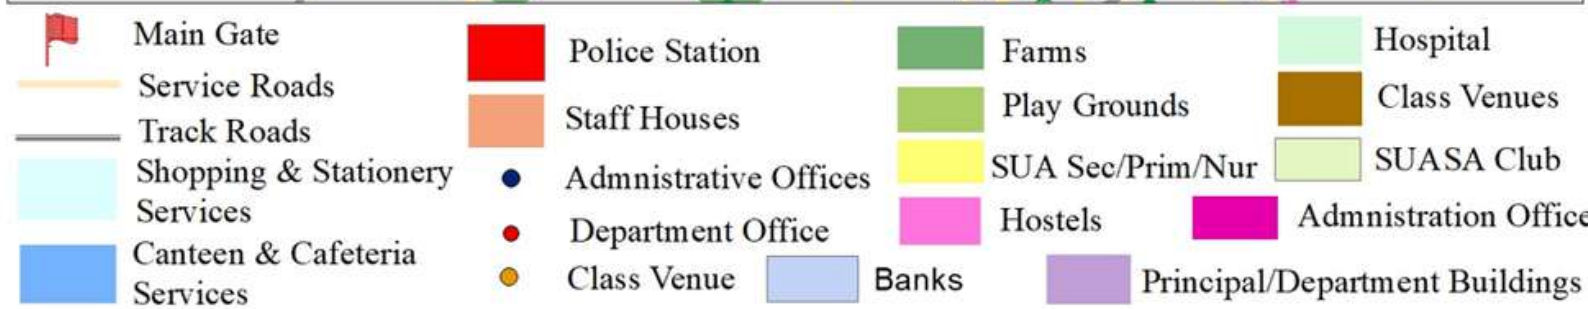 Main Gate
Service Roads
Track Roads
Shopping & Stationery
Services
Canteen & Cafeteria
Services
Police Station
Staff Houses
Admnistrative Offices
Department Office
Class Venue
Banks
Farms
Play Grounds
SUA Sec/Prim/Nur
Hostels
Hospital
Class Venues
SUASA Club
Admnistration Office
Principal/Department Buildings